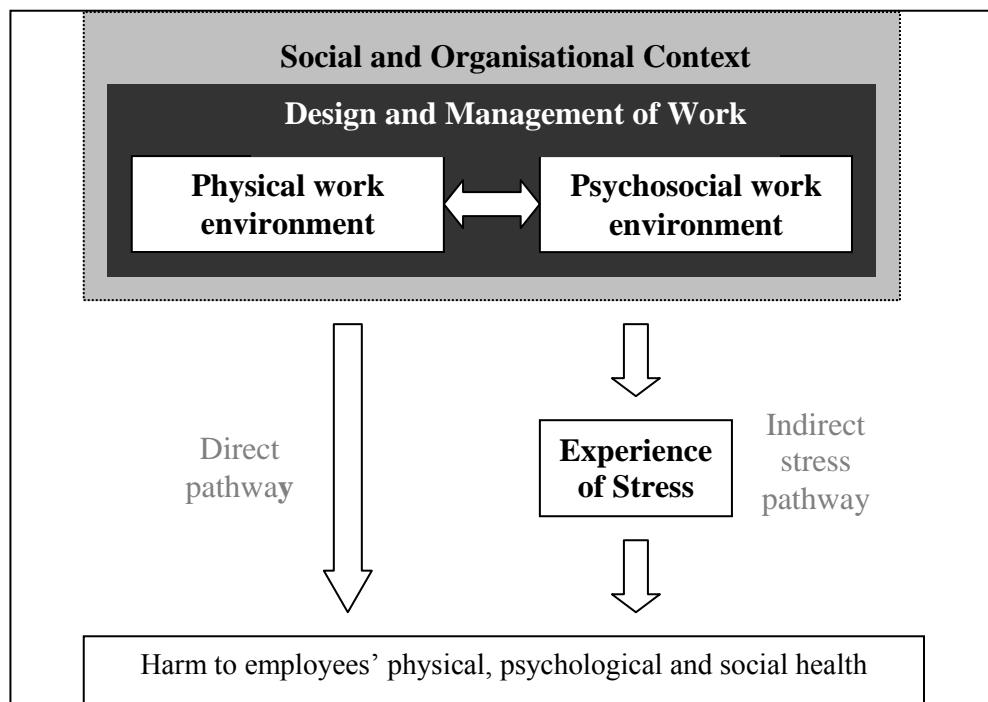 Social and Organisational Context
Design and Management of Work
Physical work
environment
Psychosocial work
environment
Direct
pathway
Experience
of Stress
Indirect
stress
pathway
Harm to employees’ physical, psychological and social health